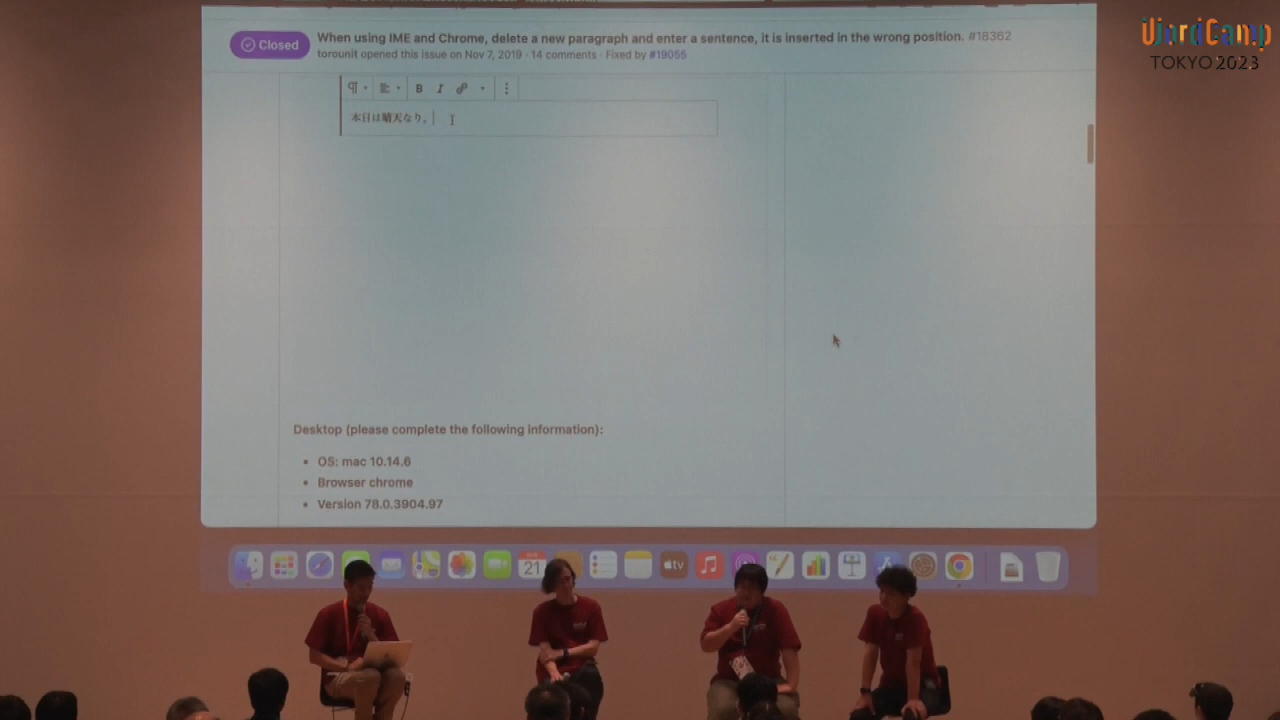 WordCamp
TOKYO 2023
Closed
When using IME and Chrome, delete a new paragraph and enter a sentence, it is inserted in the wrong position. #18362
torounit opened this issue on Nov 7, 2019 · 14 comments · Fixed by #19055
B I
本日は晴天なり。
Desktop (please complete the following information):
OS: mac 10.14.6
Browser chrome
Version 78.0.3904.97
21
tv